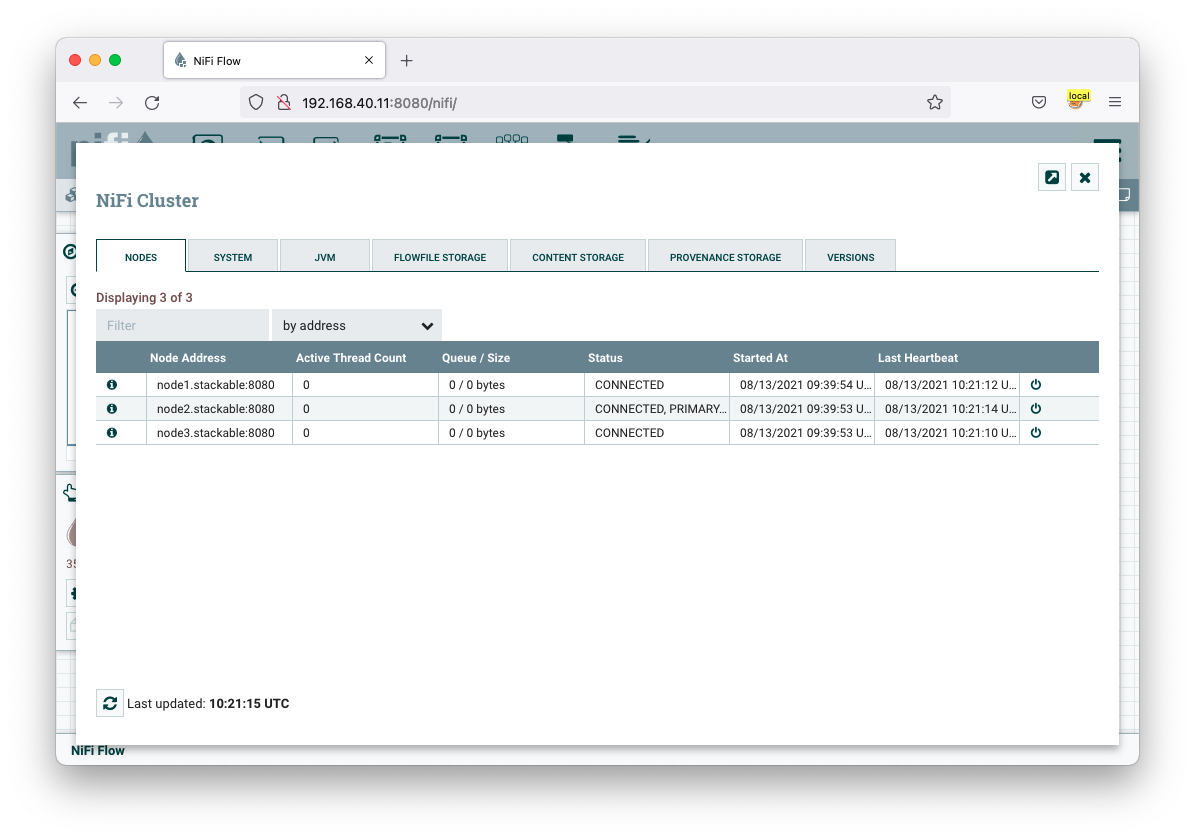 NiFi Flow
local
192.168.40.11:8080/nifi/
NiFi Cluster
NODES SYSTEM JVM FLOWFILE STORAGE CONTENT STORAGE PROVENANCE STORAGE VERSIONS
Displaying 3 of 3
Filter by address
Node Address Active Thread Count Queue / Size Status Started At Last Heartbeat
node1.stackable:8080 0 0 / 0 bytes CONNECTED 08/13/2021 09:39:54 U... 08/13/2021 10:21:12 U...
node2.stackable:8080 0 0 / 0 bytes CONNECTED, PRIMARY... 08/13/2021 09:39:53 U... 08/13/2021 10:21:14 U...
node3.stackable:8080 0 0 / 0 bytes CONNECTED 08/13/2021 09:39:53 U... 08/13/2021 10:21:10 U...
Last updated: 10:21:15 UTC
NiFi Flow